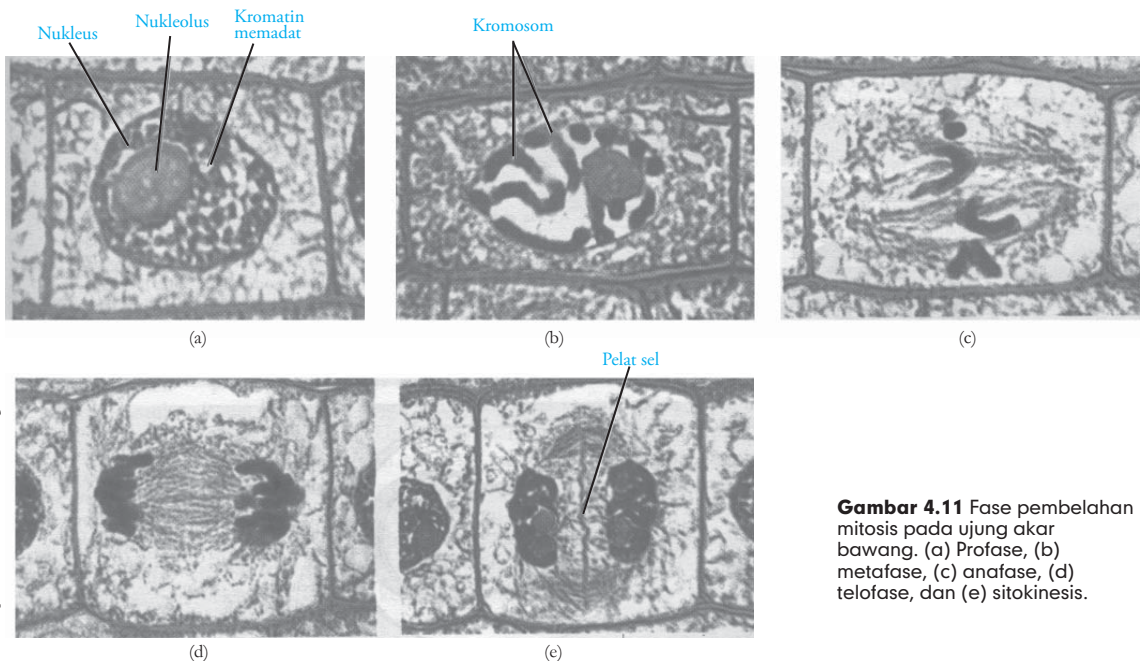 Nukleus
Nukleolus
Kromatin
memadat
Kromosom
(a)
(b)
(c)
Pelat sel
(d)
(e)
Gambar 4.11 Fase pembelahan
mitosis pada ujung akar
bawang. (a) Profase, (b)
metafase, (c) anafase, (d)
telofase, dan (e) sitokinesis.